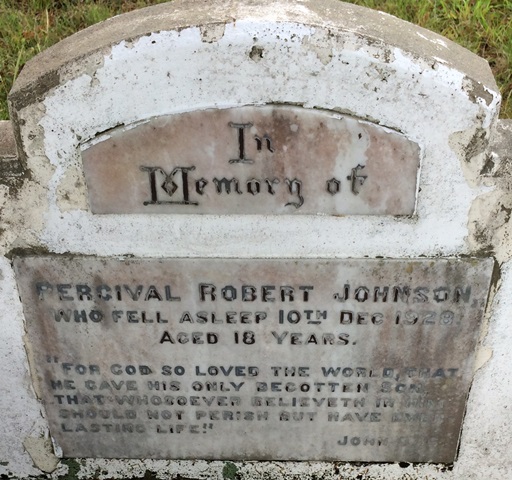 In
Memory of
PERCIVAL ROBERT JOHNSON,
WHO FELL ASLEEP 10TH DEC 1928.
AGED 18 YEARS.
"FOR GOD SO LOVED THE WORLD, THAT
HE GAVE HIS ONLY BEGOTTEN SON,
THAT WHOSOEVER BELIEVETH IN HIM
SHOULD NOT PERISH BUT HAVE
LASTING LIFE."
JOHN